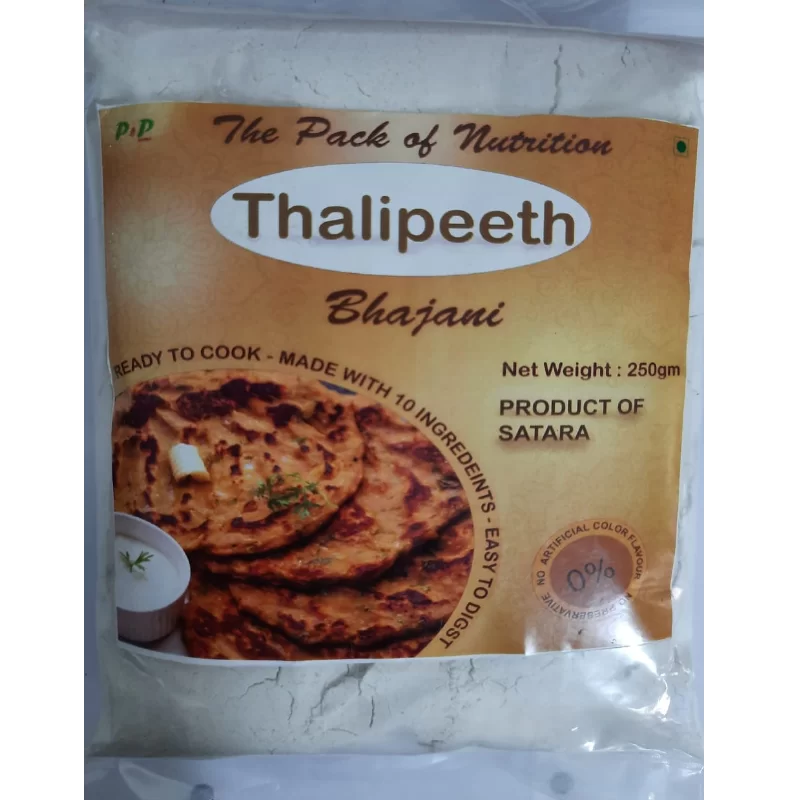 P&P
The Pack of Nutrition
Thalipeeth
Bhajani
READY TO COOK - MADE WITH 10 INGREDEINTS - EASY TO DIGST
Net Weight : 250gm
PRODUCT OF
SATARA
NO ARTIFICIAL COLOR FLAVOUR NO PRESERVATIVE
0%